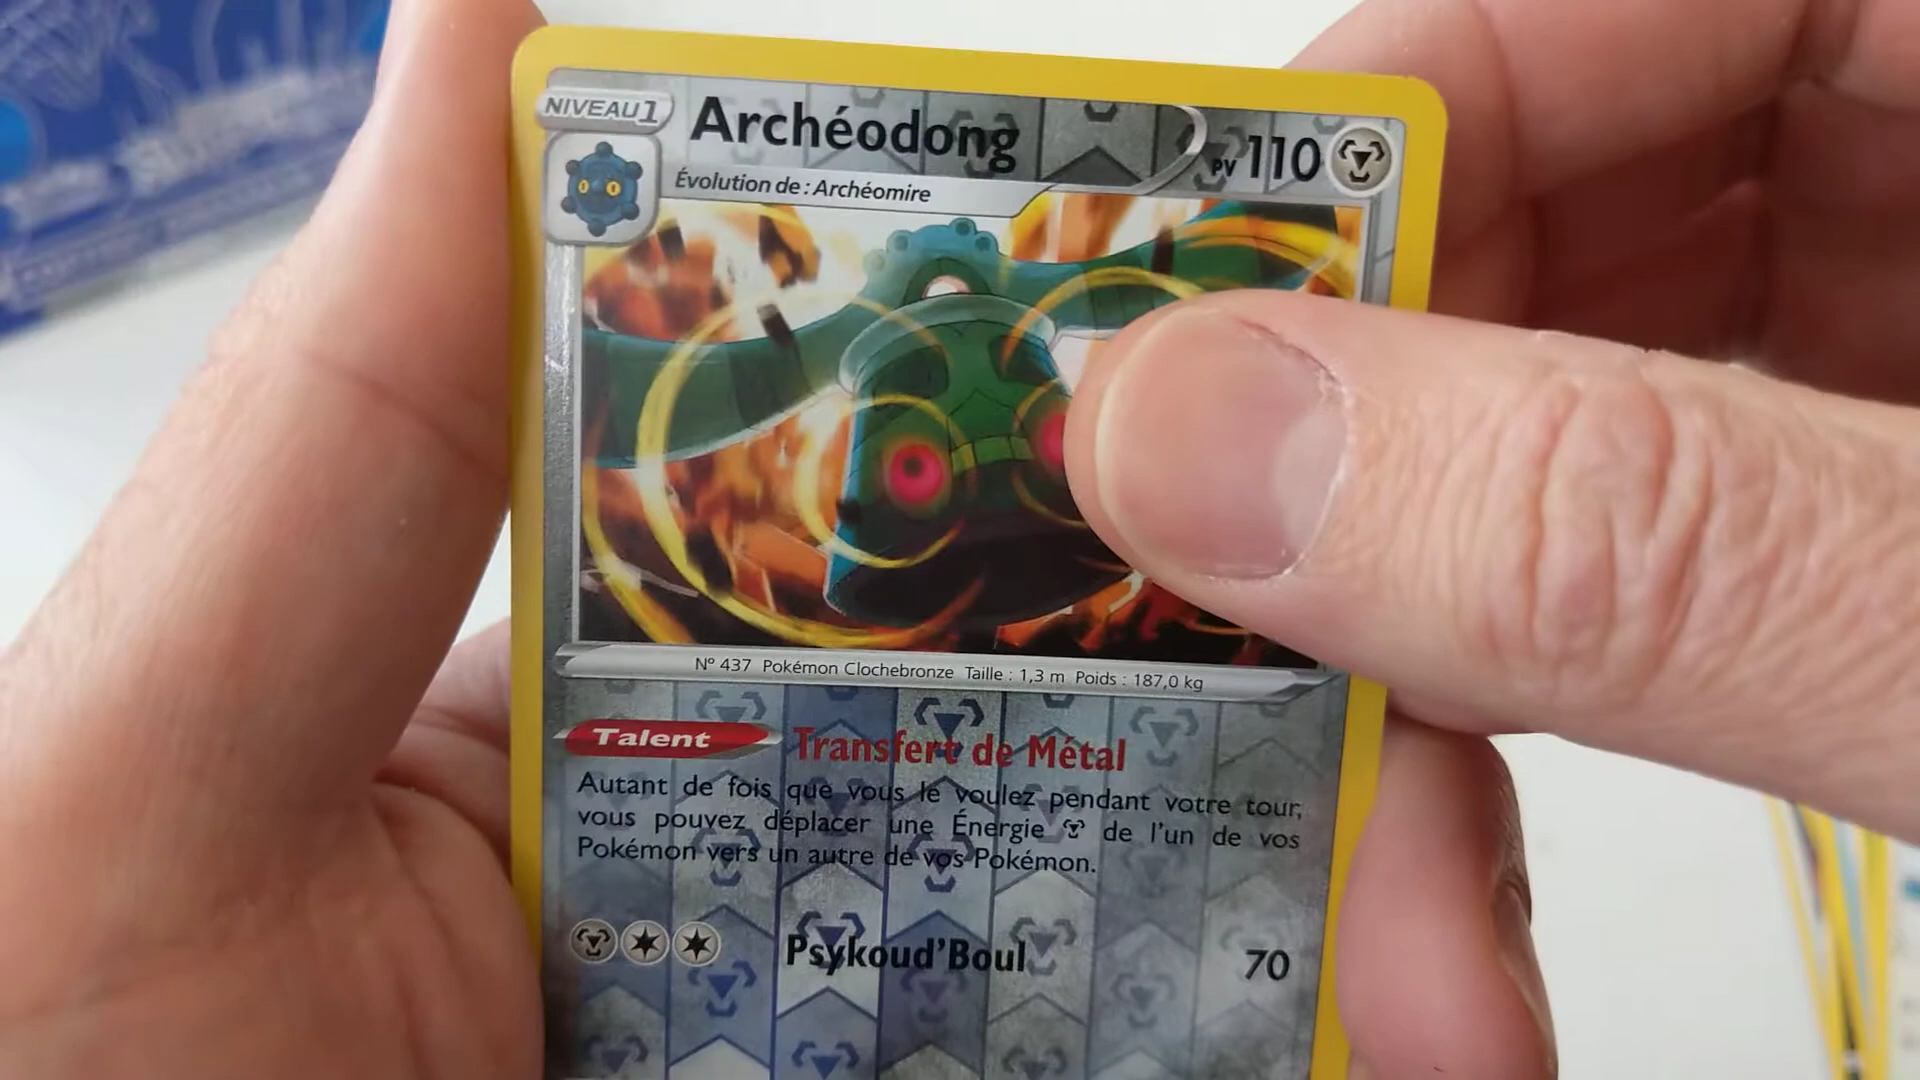 NIVEAU 1
Archéodong
PV 110
Évolution de : Archéomire
N° 437 Pokémon Clochebronze Taille : 1,3 m Poids : 187,0 kg
Talent Transfert de Métal
Autant de fois que vous le voulez pendant votre tour,
vous pouvez déplacer une Énergie de l'un de vos
Pokémon vers un autre de vos Pokémon.
Psykoud'Boul 70